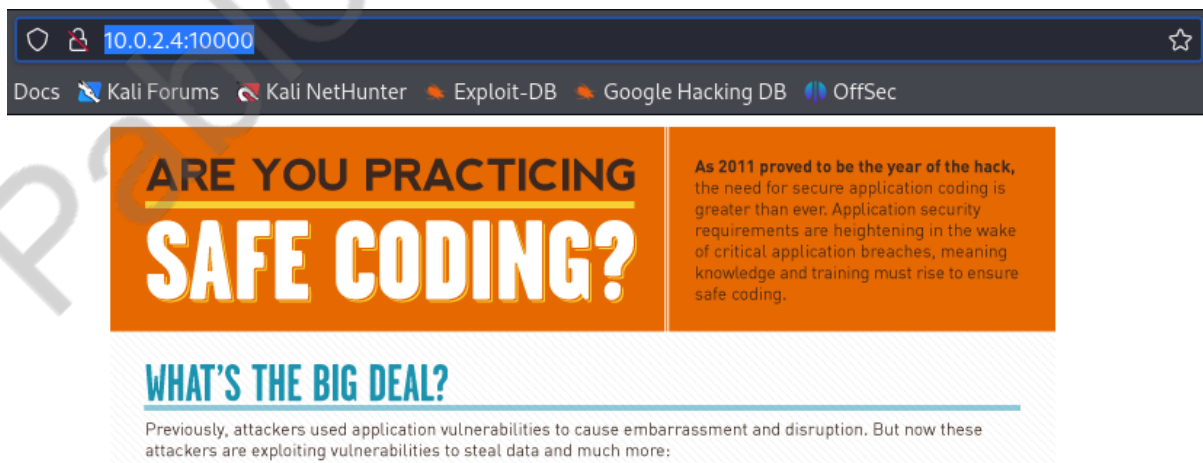 10.0.2.4:10000
Docs Kali Forums Kali NetHunter Exploit-DB Google Hacking DB OffSec
ARE YOU PRACTICING
SAFE CODING?
As 2011 proved to be the year of the hack,
the need for secure application coding is
greater than ever. Application security
requirements are heightening in the wake
of critical application breaches, meaning
knowledge and training must rise to ensure
safe coding.
WHAT'S THE BIG DEAL?
Previously, attackers used application vulnerabilities to cause embarrassment and disruption. But now these
attackers are exploiting vulnerabilities to steal data and much more:
Pablo